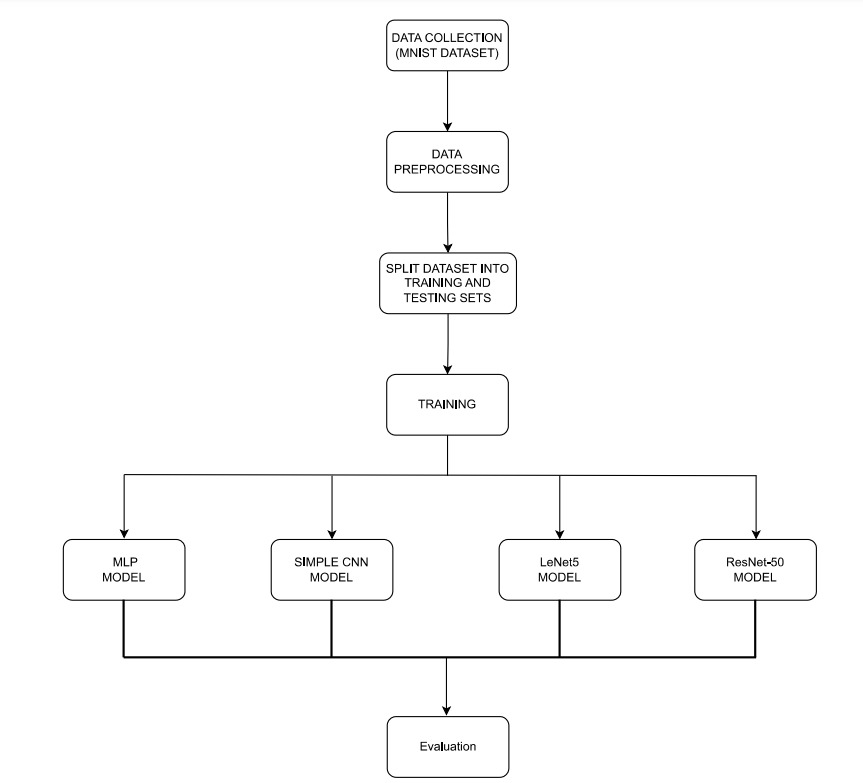 DATA COLLECTION
(MNIST DATASET)
DATA
PREPROCESSING
SPLIT DATASET INTO
TRAINING AND
TESTING SETS
TRAINING
MLP
MODEL
SIMPLE CNN
MODEL
LeNet5
MODEL
ResNet-50
MODEL
Evaluation